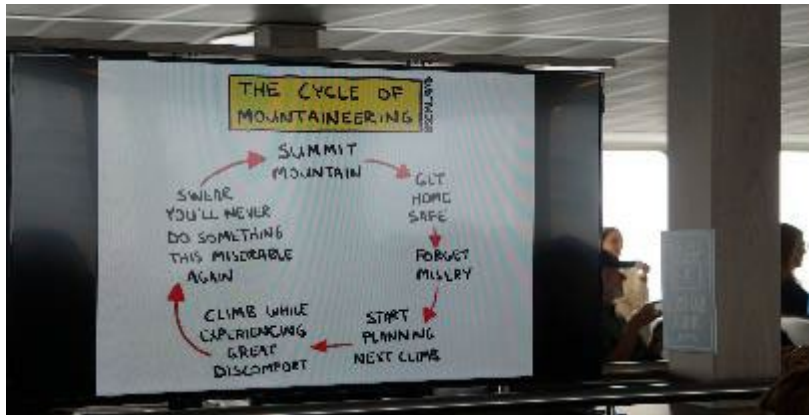 THE CYCLE OF
MOUNTAINEERING
SUMMIT
MOUNTAIN
GET
HOME
SAFE
FORGET
MISERY
START
PLANNING
NEXT CLIMB
CLIMB WHILE
EXPERIENCING
GREAT
DISCOMFORT
SWEAR
YOU'LL NEVER
DO SOMETHING
THIS MISERABLE
AGAIN